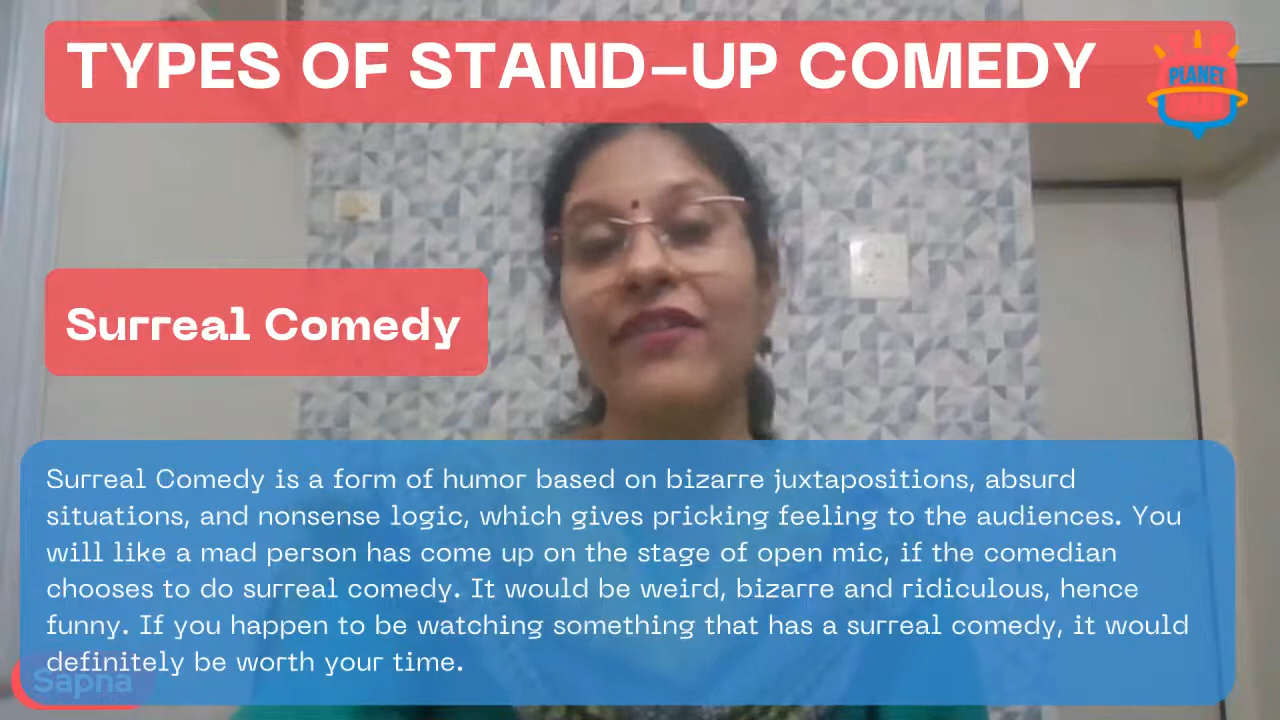 TYPES OF STAND-UP COMEDY
PLANET
Surreal Comedy
Surreal Comedy is a form of humor based on bizarre juxtapositions, absurd
situations, and nonsense logic, which gives pricking feeling to the audiences. You
will like a mad person has come up on the stage of open mic, if the comedian
chooses to do surreal comedy. It would be weird, bizarre and ridiculous, hence
funny. If you happen to be watching something that has a surreal comedy, it would
definitely be worth your time.
Sapna